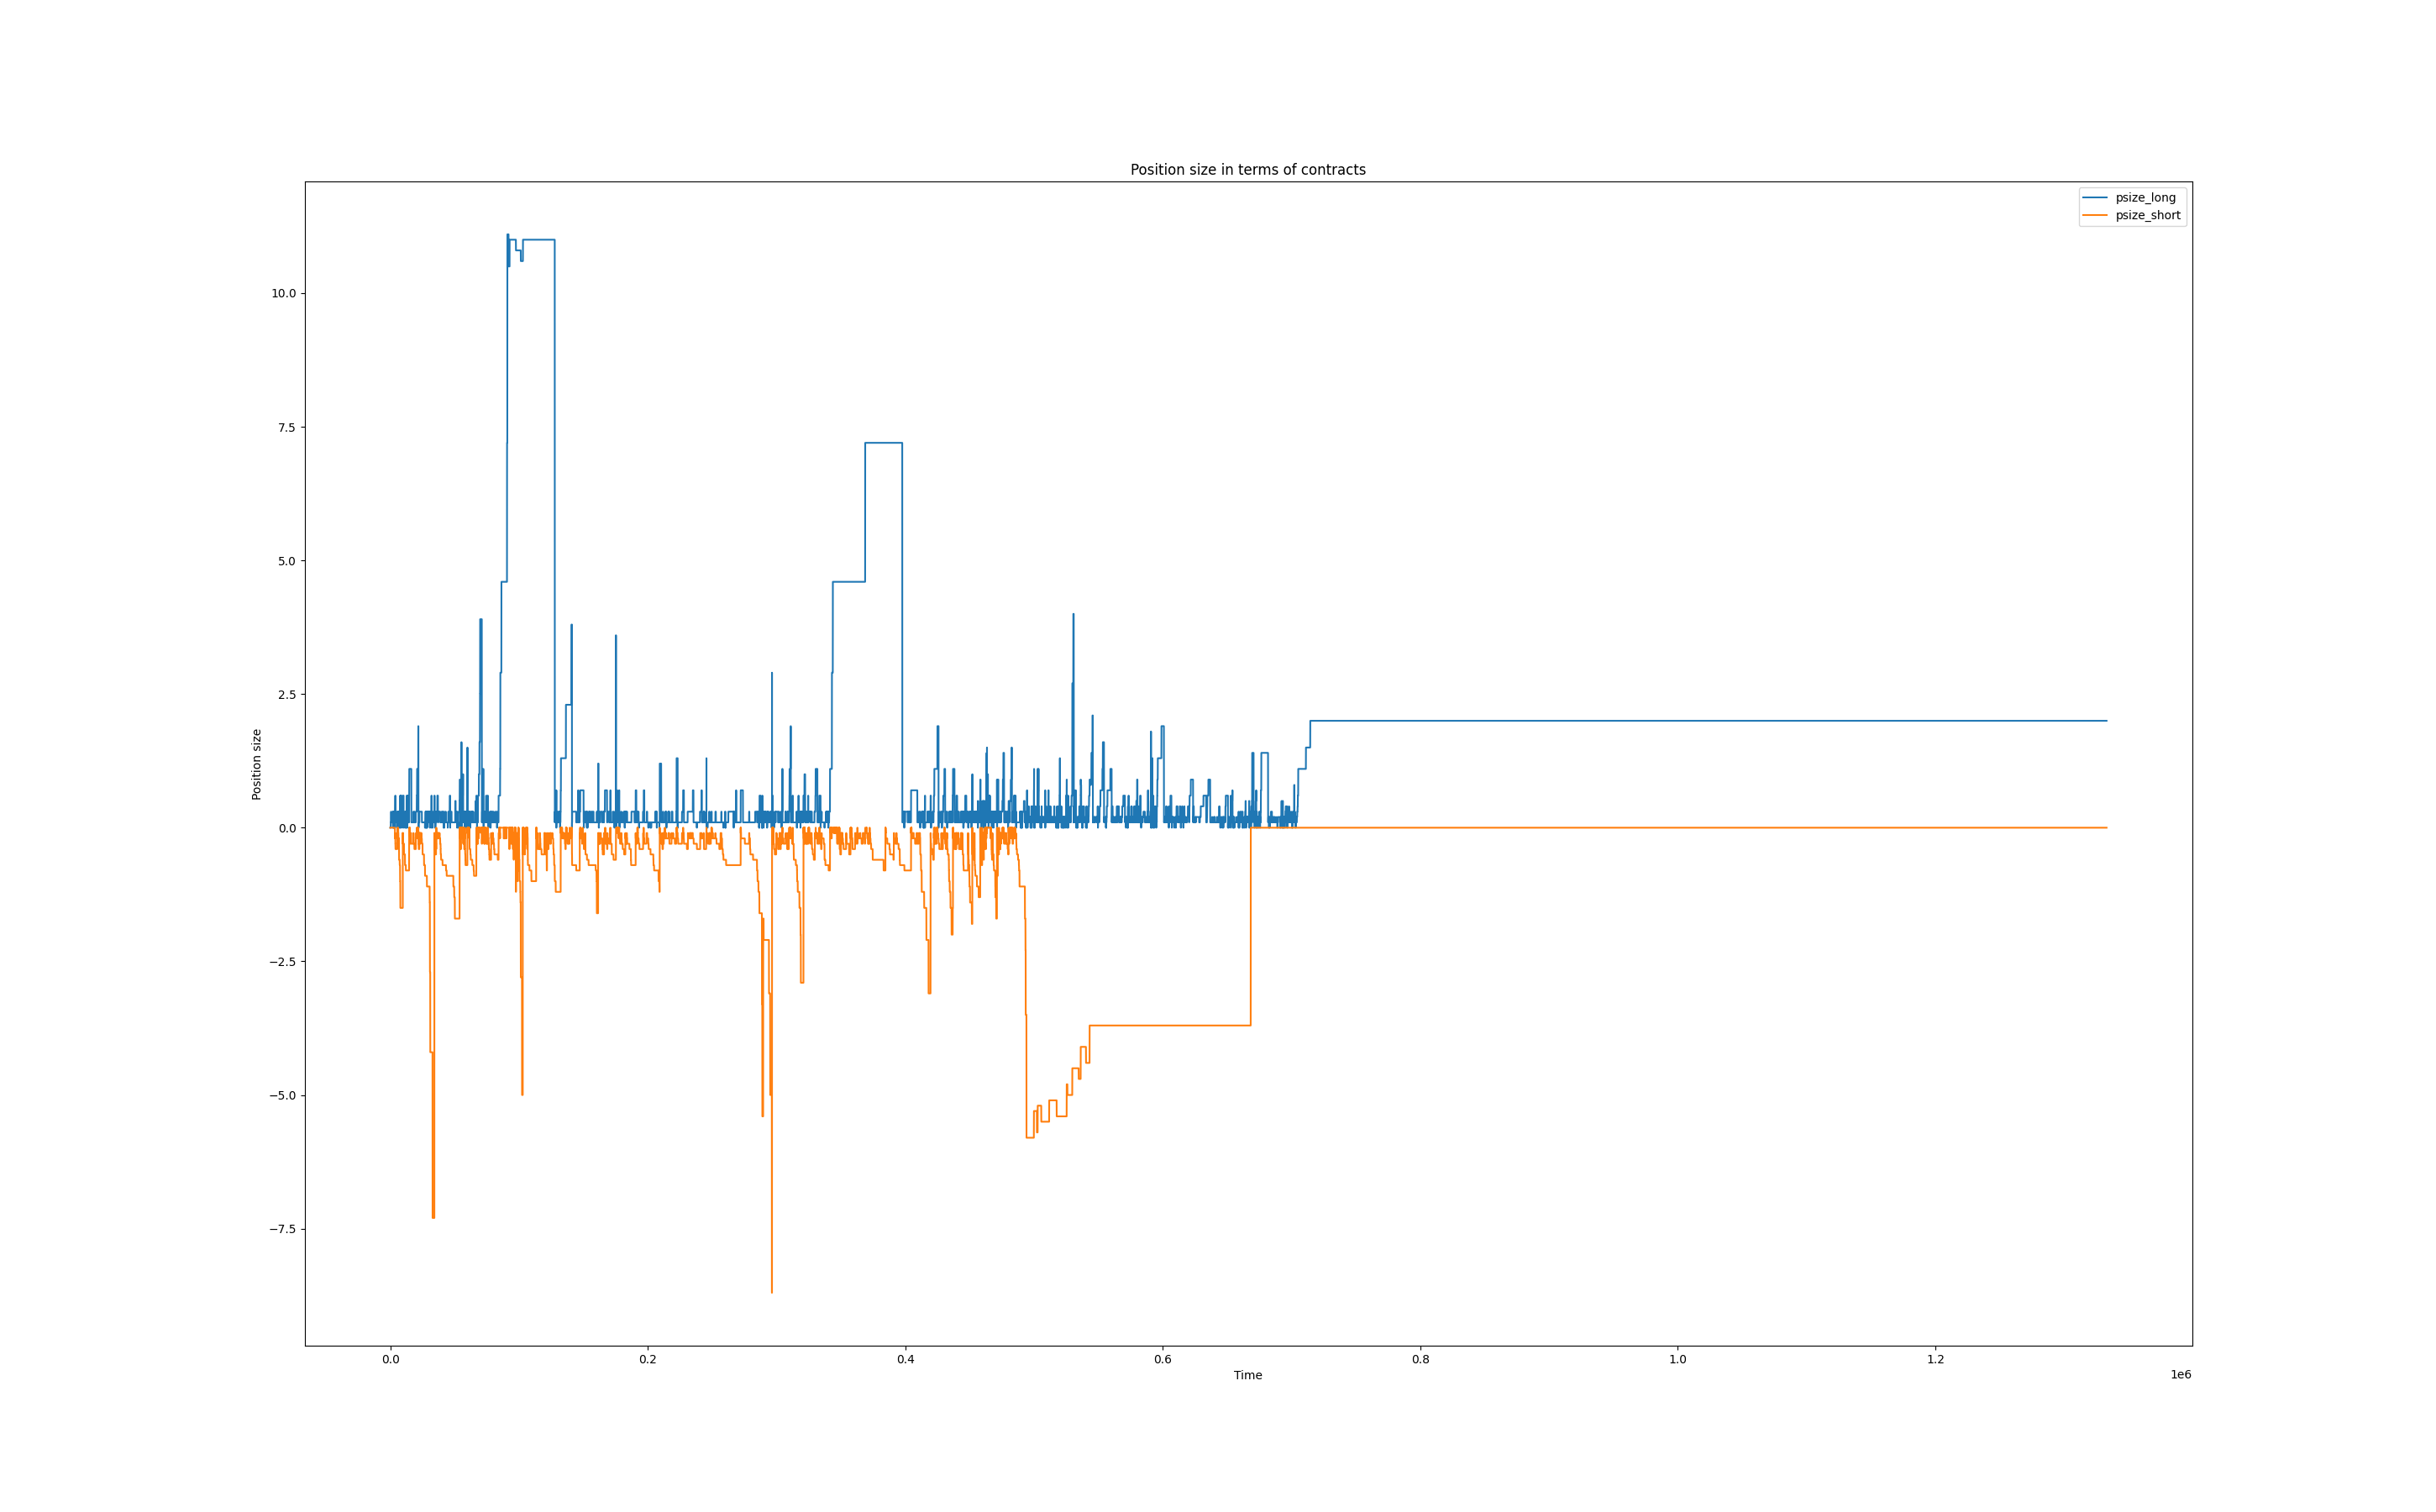 Position size in terms of contracts
psize_long
psize_short
Position size
10.0
7.5
5.0
2.5
0.0
−2.5
−5.0
−7.5
0.0
0.2
0.4
0.6
0.8
1.0
1.2
Time
1e6